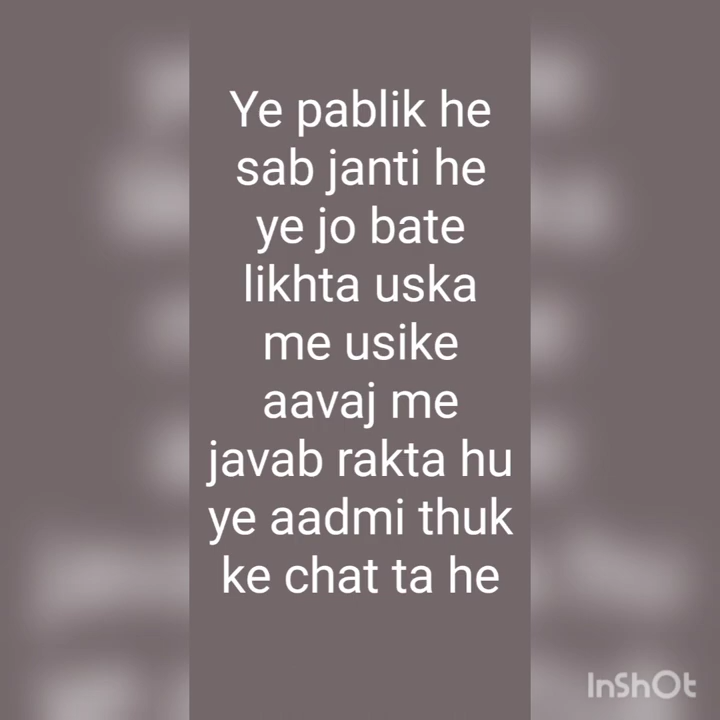 Ye pablik he
sab janti he
ye jo bate
likhta uska
me usike
aavaj me
javab rakta hu
ye aadmi thuk
ke chat ta he
InShOt